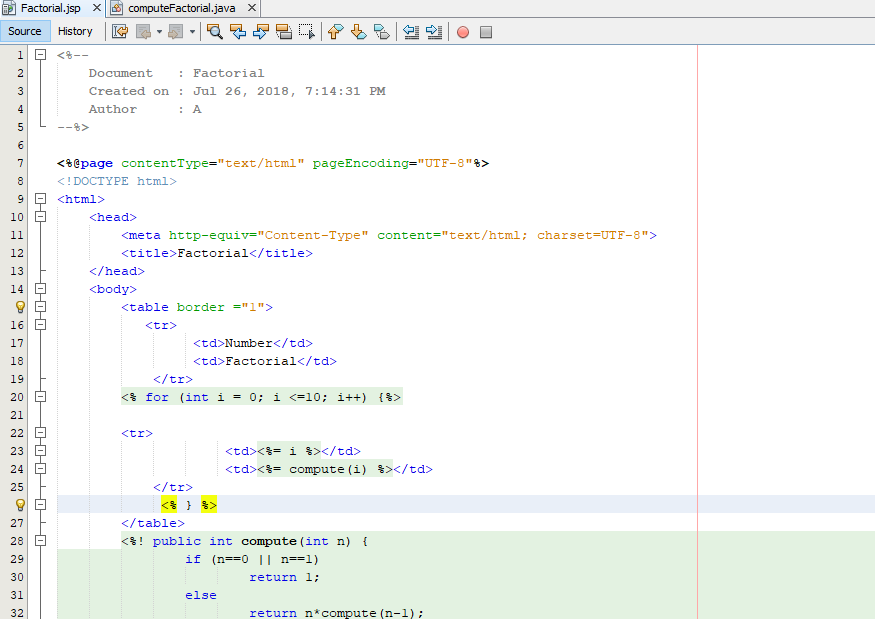 Factorial.jsp × computeFactorial.java ×
Source History
1 <%--
2 Document : Factorial
3 Created on : Jul 26, 2018, 7:14:31 PM
4 Author : A
5 --%>
6
7 <%@page contentType="text/html" pageEncoding="UTF-8"%>
8 <!DOCTYPE html>
9 <html>
10 <head>
11 <meta http-equiv="Content-Type" content="text/html; charset=UTF-8">
12 <title>Factorial</title>
13 </head>
14 <body>
<table border ="1">
16 <tr>
17 <td>Number</td>
18 <td>Factorial</td>
19 </tr>
20 <% for (int i = 0; i <=10; i++) {%>
21
22 <tr>
23 <td><%= i %></td>
24 <td><%= compute(i) %></td>
25 </tr>
<% } %>
27 </table>
28 <%! public int compute(int n) {
29 if (n==0 || n==1)
30 return 1;
31 else
32 return n*compute(n-1);